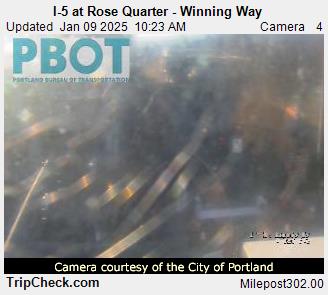 I-5 at Rose Quarter - Winning Way
Updated Jan 09 2025 10:23 AM Camera 4
PBOT
PORTLAND BUREAU OF TRANSPORTATION
Camera courtesy of the City of Portland
TripCheck.com Milepost302.00